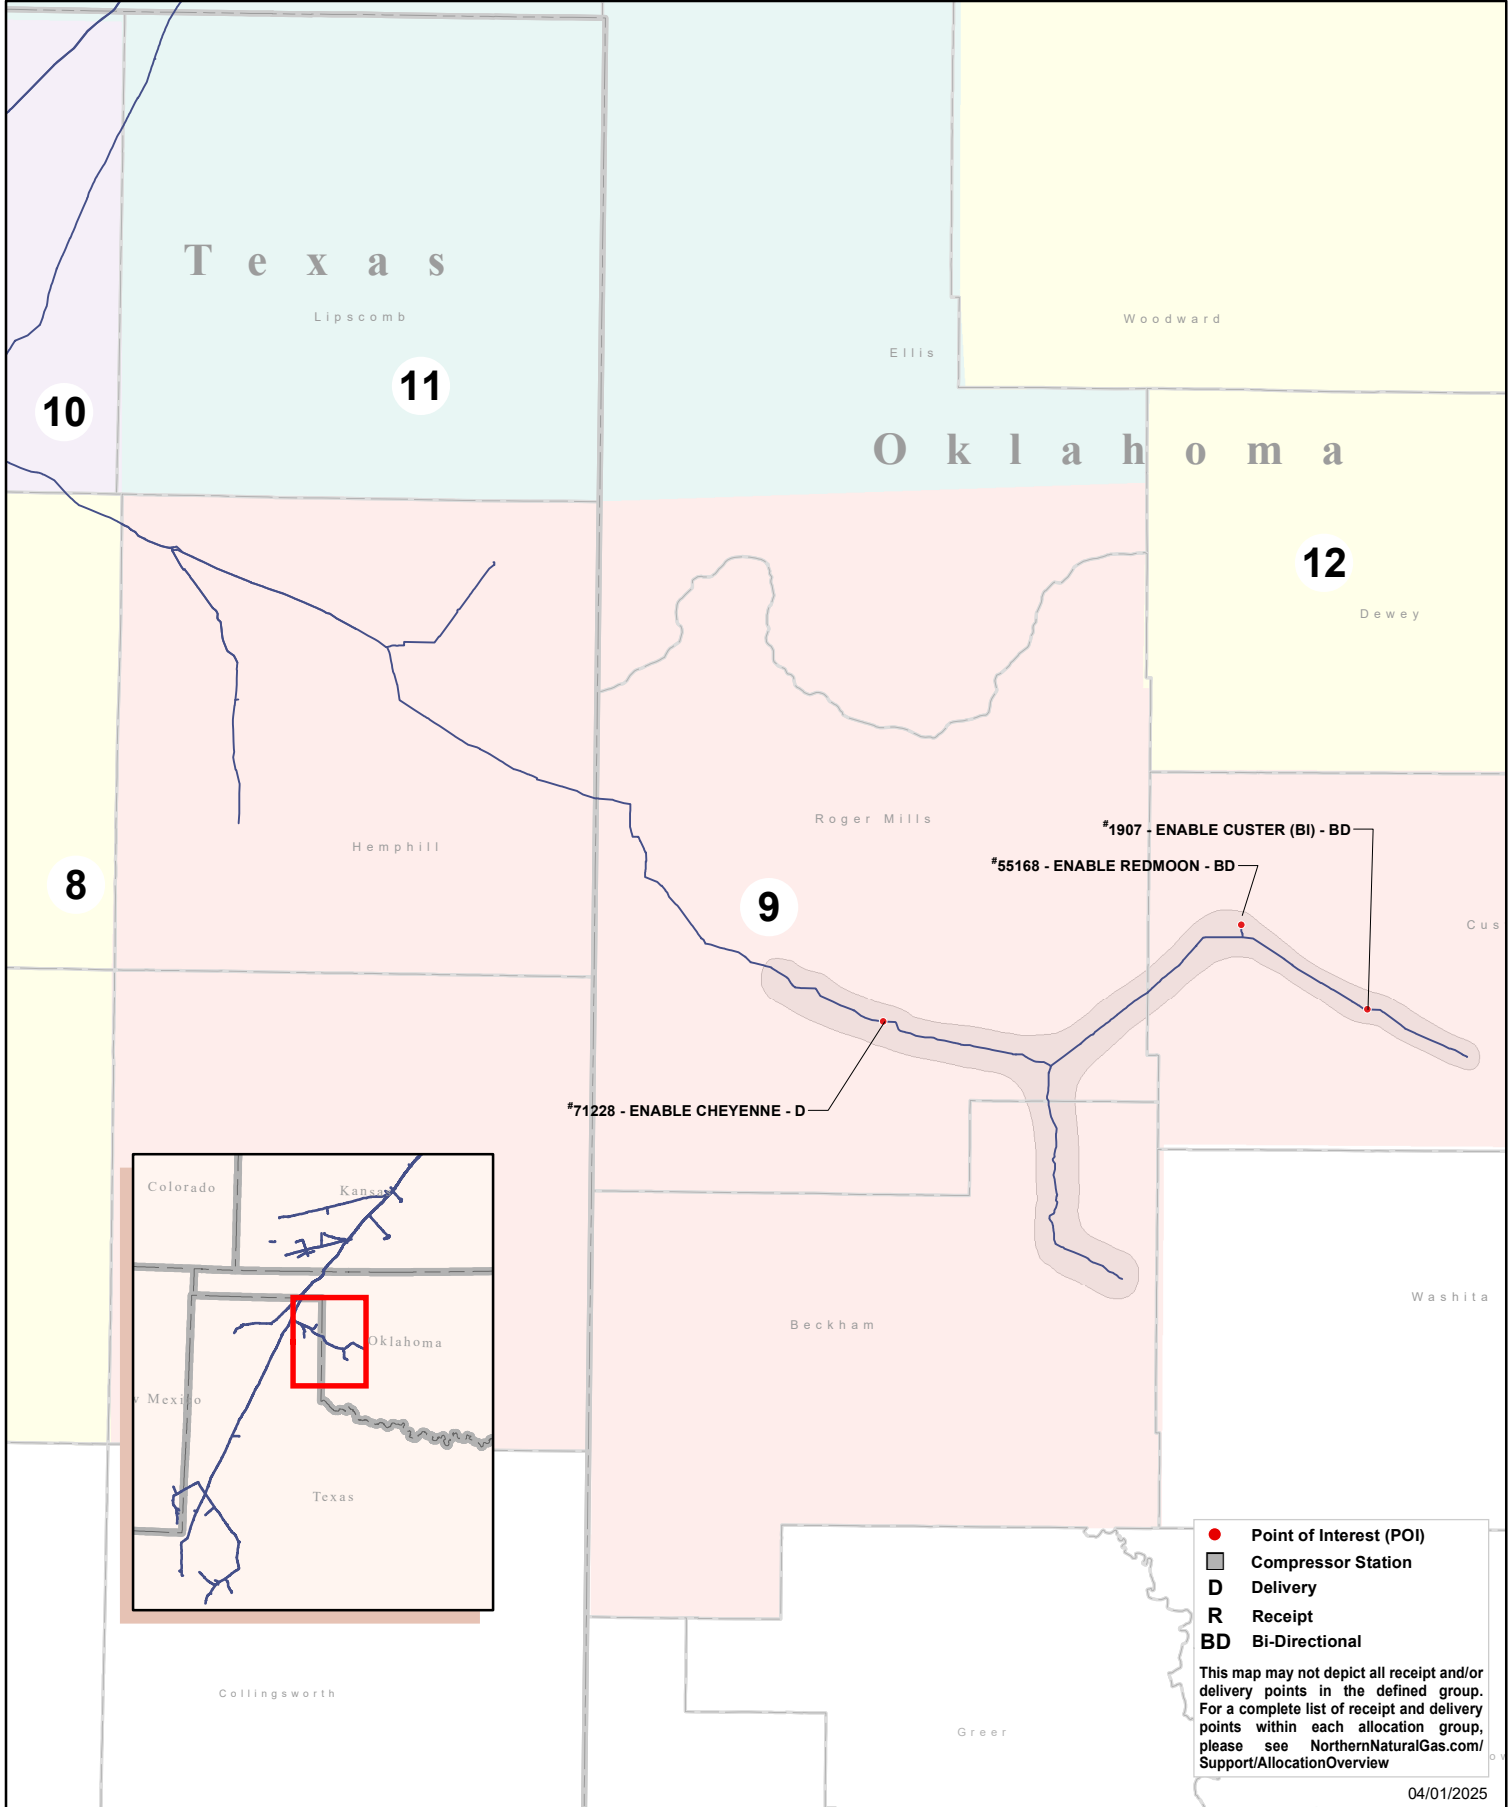 Texas
Lipscomb
Ellis
Woodward
11
10
Oklahoma
12
Dewey
Roger Mills
#1907 - ENABLE CUSTER (BI) - BD
Hemphill
#55168 - ENABLE REDMOON - BD
8
9
Cus
#71228 - ENABLE CHEYENNE - D
Colorado
Kansa
Washita
Beckham
Oklahoma
w Mexico
Texas
Point of Interest (POI)
Compressor Station
D Delivery
R Receipt
BD Bi-Directional
This map may not depict all receipt and/or
delivery points in the defined group.
For a complete list of receipt and delivery
points within each allocation group,
please see NorthernNaturalGas.com/
Support/AllocationOverview
Collingsworth
Greer
04/01/2025